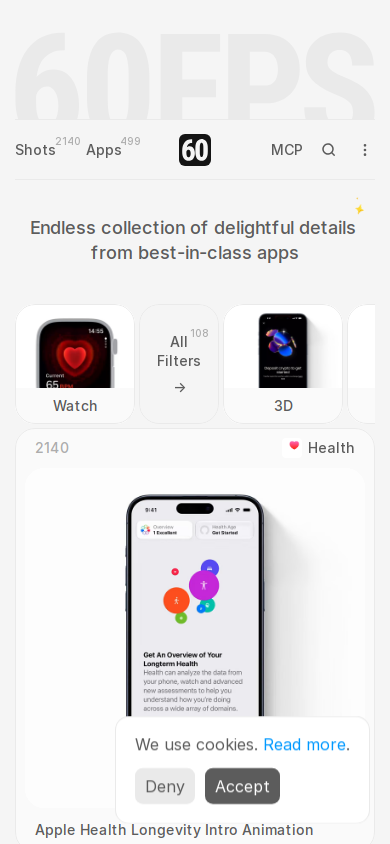 60FPS
Shots 2140 Apps 499 60 MCP
Endless collection of delightful details
from best-in-class apps
14:55
Current
65 BPM
Watch
All 108
Filters
→
3D
2140 Health
9:41
Overview
1 Excellent
Health Age
Get Started
Get An Overview of Your
Longterm Health
Health can analyze the data from
your phone, watch and advanced
new assessments to help you
understand how you're doing
across a wide array of domains.
We use cookies. Read more.
Deny Accept
Apple Health Longevity Intro Animation